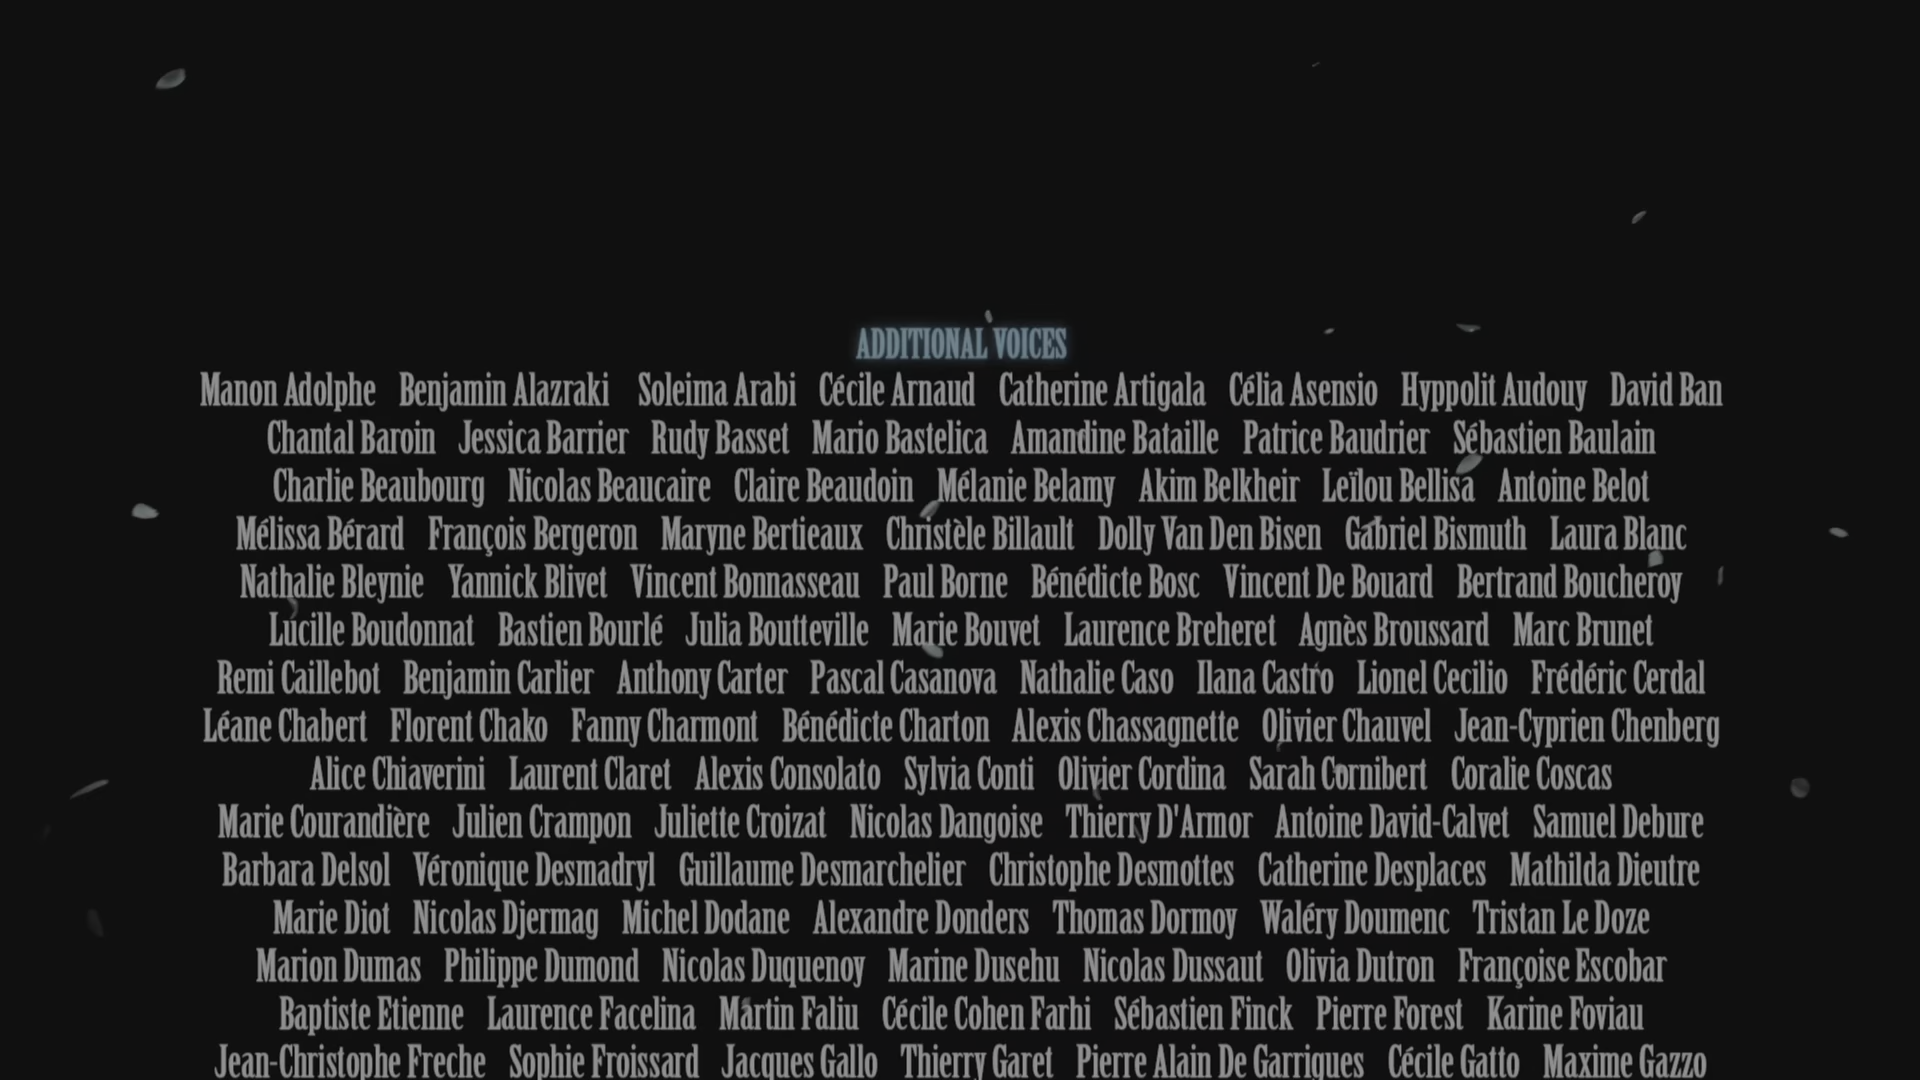 ADDITIONAL VOICES
Manon Adolphe Benjamin Alazraki Soleima Arabi Cécile Arnaud Catherine Artigala Célia Asensio Hyppolit Audouy David Ban
Chantal Baroin Jessica Barrier Rudy Basset Mario Bastelica Amandine Bataille Patrice Baudrier Sébastien Baulain
Charlie Beaubourg Nicolas Beaucaire Claire Beaudoin Mélanie Belamy Akim Belkheir Leïlou Bellisa Antoine Belot
Mélissa Bérard François Bergeron Maryne Bertieaux Christèle Billault Dolly Van Den Bisen Gabriel Bismuth Laura Blanc
Nathalie Bleynie Yannick Blivet Vincent Bonnasseau Paul Borne Bénédicte Bosc Vincent De Bouard Bertrand Boucheroy
Lucille Boudonnat Bastien Bourlé Julia Boutteville Marie Bouvet Laurence Breheret Agnès Broussard Marc Brunet
Remi Caillebot Benjamin Carlier Anthony Carter Pascal Casanova Nathalie Caso Ilana Castro Lionel Cecilio Frédéric Cerdal
Léane Chabert Florent Chako Fanny Charmont Bénédicte Charton Alexis Chassagnette Olivier Chauvel Jean-Cyprien Chenberg
Alice Chiaverini Laurent Claret Alexis Consolato Sylvia Conti Olivier Cordina Sarah Cornibert Coralie Coscas
Marie Courandière Julien Crampon Juliette Croizat Nicolas Dangoise Thierry D'Armor Antoine David-Calvet Samuel Debure
Barbara Delsol Véronique Desmadryl Guillaume Desmarchelier Christophe Desmottes Catherine Desplaces Mathilda Dieutre
Marie Diot Nicolas Djermag Michel Dodane Alexandre Donders Thomas Dormoy Waléry Doumenc Tristan Le Doze
Marion Dumas Philippe Dumond Nicolas Duquenoy Marine Dusehu Nicolas Dussaut Olivia Dutron Françoise Escobar
Baptiste Etienne Laurence Facelina Martin Faliu Cécile Cohen Farhi Sébastien Finck Pierre Forest Karine Foviau
Jean-Christophe Freche Sophie Froissard Jacques Gallo Thierry Garet Pierre Alain De Garrigues Cécile Gatto Maxime Gazzo